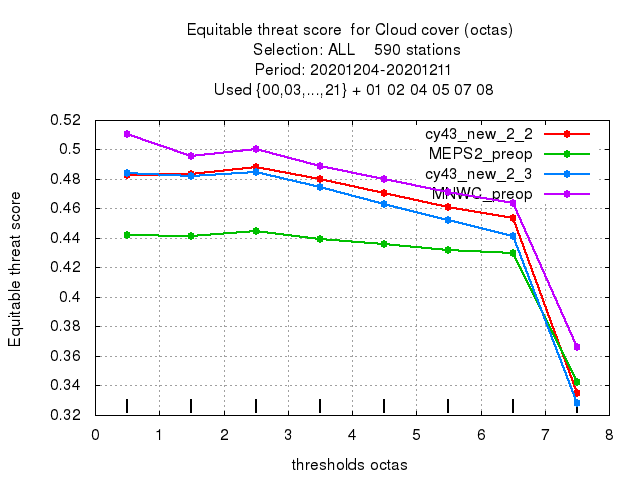 Equitable threat score  for Cloud cover (octas)
Selection: ALL    590 stations
Period: 20201204-20201211
Used {00,03,...,21} + 01 02 04 05 07 08
0.52
0.5
0.48
0.46
0.44
0.42
0.4
0.38
0.36
0.34
0.32
Equitable threat score
cy43_new_2_2
MEPS2_preop
cy43_new_2_3
MNWC_preop
0 1 2 3 4 5 6 7 8
thresholds octas